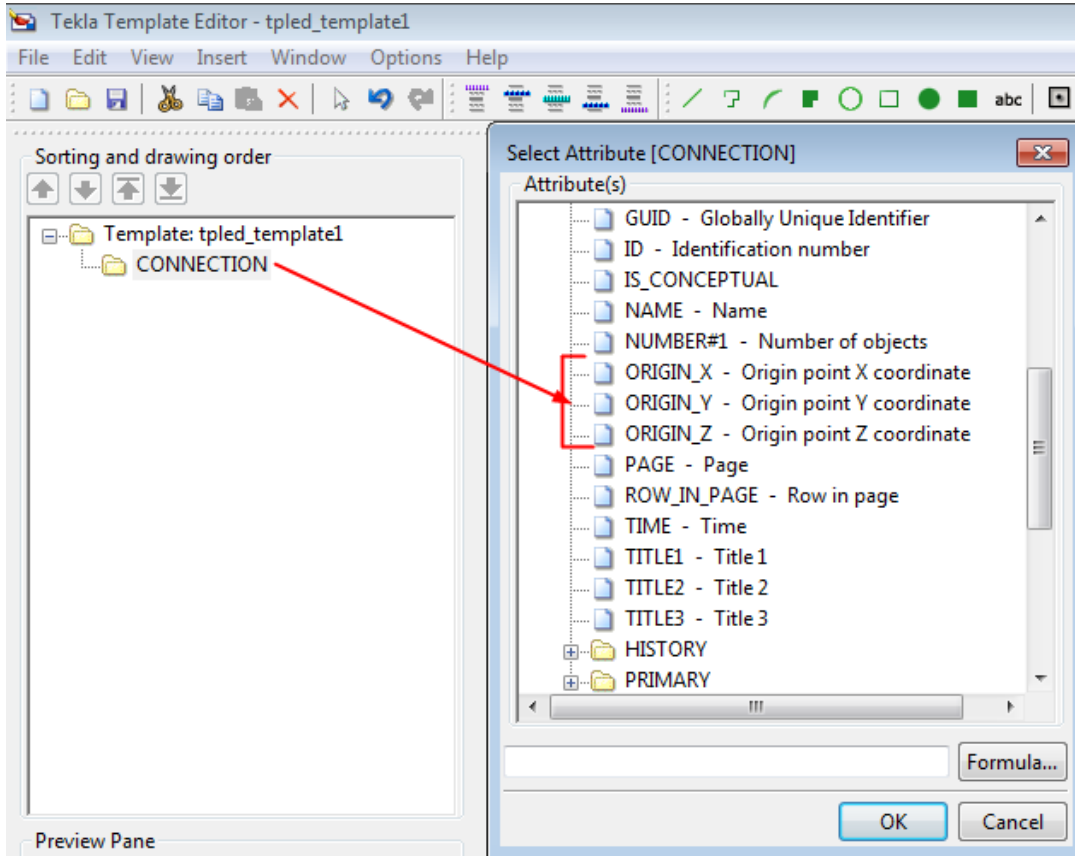 Tekla Template Editor - tpled_template1
File Edit View Insert Window Options Help
abc
Sorting and drawing order
Template: tpled_template1
CONNECTION
Select Attribute [CONNECTION]
Attribute(s)
GUID - Globally Unique Identifier
ID - Identification number
IS_CONCEPTUAL
NAME - Name
NUMBER#1 - Number of objects
ORIGIN_X - Origin point X coordinate
ORIGIN_Y - Origin point Y coordinate
ORIGIN_Z - Origin point Z coordinate
PAGE - Page
ROW_IN_PAGE - Row in page
TIME - Time
TITLE1 - Title 1
TITLE2 - Title 2
TITLE3 - Title 3
HISTORY
PRIMARY
Formula...
OK Cancel
Preview Pane